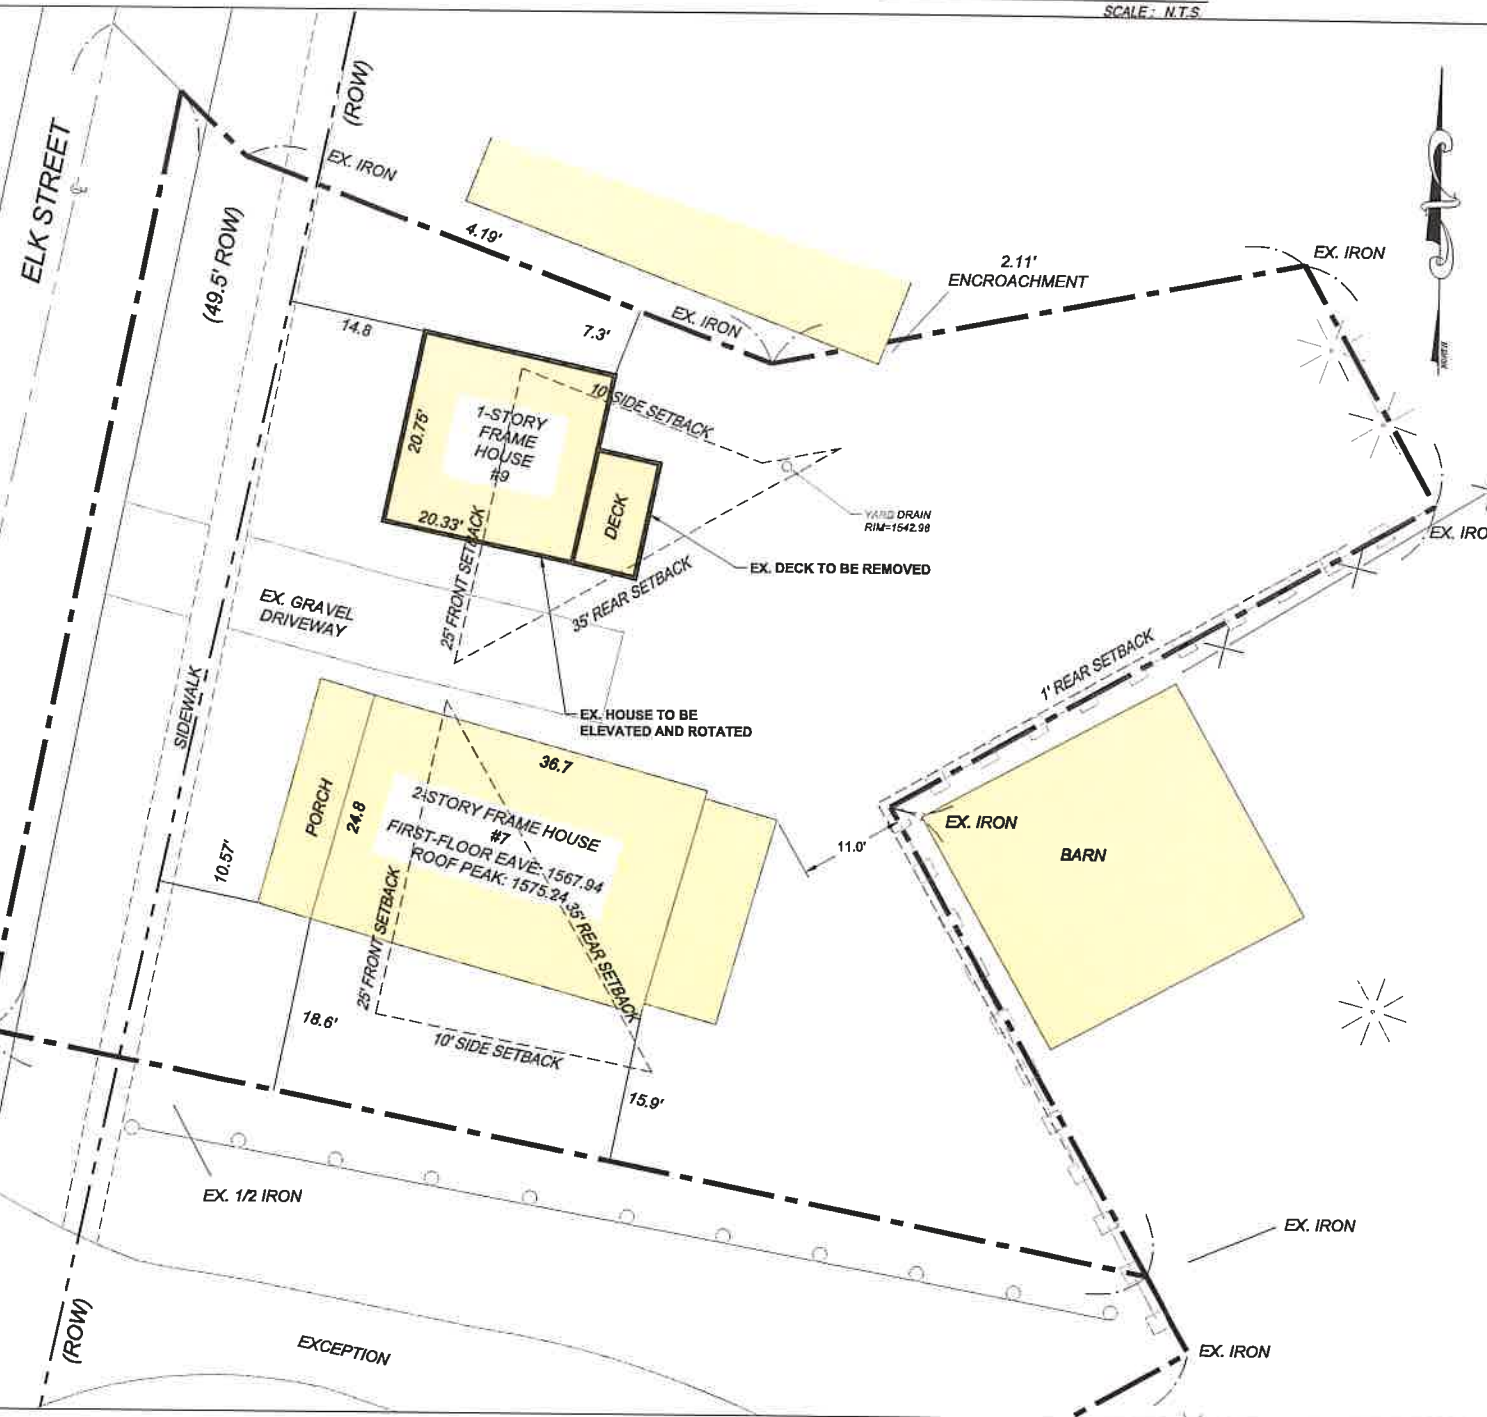 SCALE: N.T.S.
(ROW)
EX. IRON
ELK STREET
(49.5' ROW)
4.19'
2.11'
ENCROACHMENT
EX. IRON
NORTH
14.8
7.3'
EX. IRON
10' SIDE SETBACK
20.75'
1-STORY
FRAME
HOUSE
#9
20.33'
DECK
YARD DRAIN
RIM=1542.98
EX. IRO
EX. DECK TO BE REMOVED
25' FRONT SETBACK
35' REAR SETBACK
EX. GRAVEL
DRIVEWAY
1' REAR SETBACK
SIDEWALK
EX. HOUSE TO BE
ELEVATED AND ROTATED
36.7
PORCH
24.8
2-STORY FRAME HOUSE
#7
FIRST-FLOOR EAVE: 1567.94
ROOF PEAK: 1575.24
10.57'
11.0'
EX. IRON
BARN
25' FRONT SETBACK
35' REAR SETBACK
18.6'
10' SIDE SETBACK
15.9'
EX. 1/2 IRON
EX. IRON
(ROW)
EXCEPTION
EX. IRON